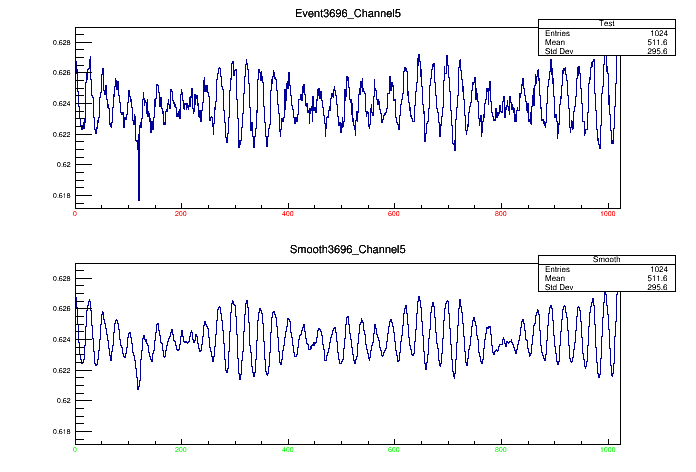 Event3696_Channel5
Test
Entries 1024
Mean 511.6
Std Dev 295.6
0.628
0.626
0.624
0.622
0.62
0.618
0 200 400 600 800 1000
Smooth3696_Channel5
Smooth
Entries 1024
Mean 511.6
Std Dev 295.6
0.628
0.626
0.624
0.622
0.62
0.618
0 200 400 600 800 1000